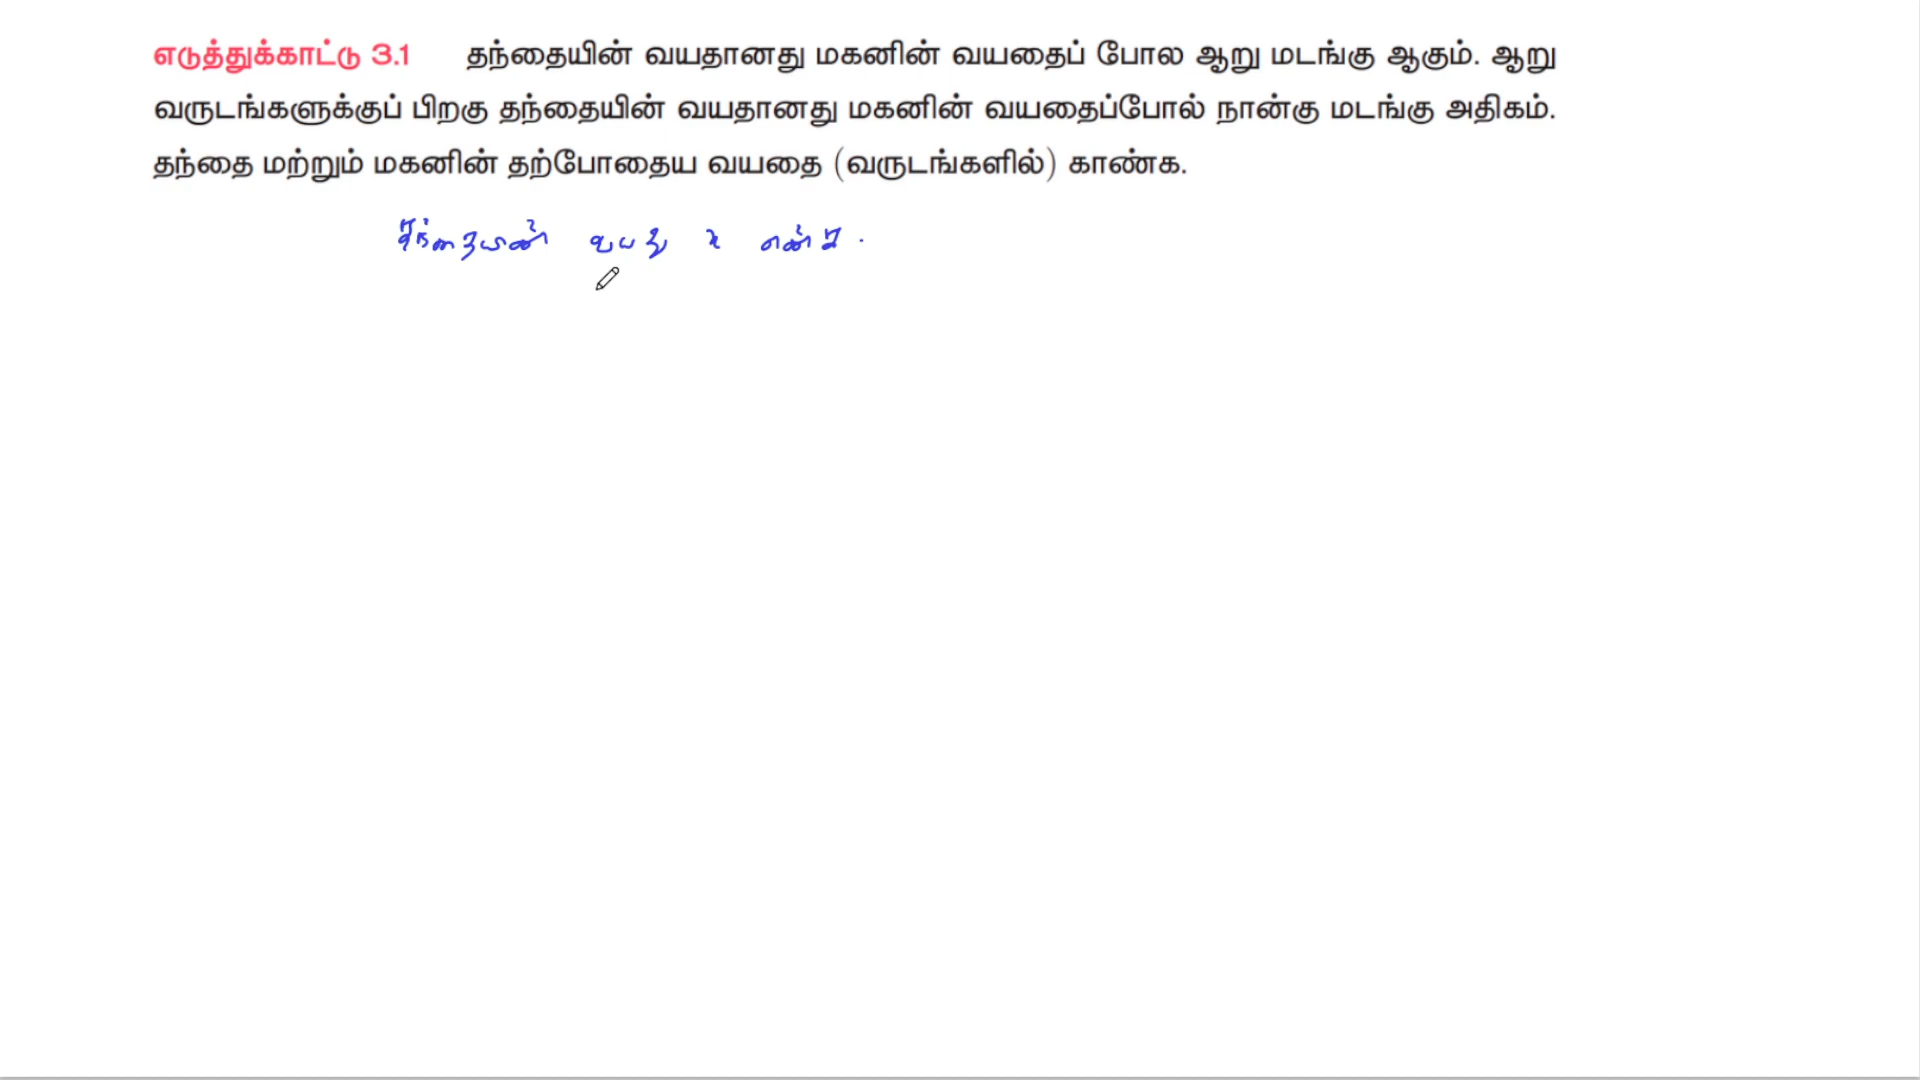 எடுத்துக்காட்டு 3.1 தந்தையின் வயதானது மகனின் வயதைப் போல ஆறு மடங்கு ஆகும். ஆறு
வருடங்களுக்குப் பிறகு தந்தையின் வயதானது மகனின் வயதைப்போல் நான்கு மடங்கு அதிகம்.
தந்தை மற்றும் மகனின் தற்போதைய வயதை (வருடங்களில்) காண்க.
தந்தையின் வயது x என்க.